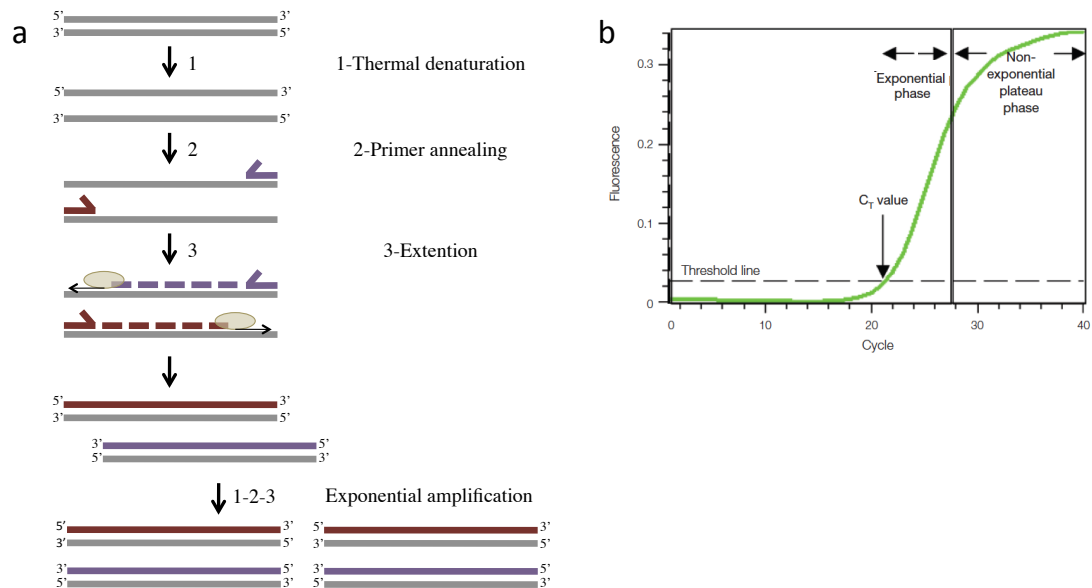 a
5’
3’
3’
5’
1
1-Thermal denaturation
5’
3’
3’
5’
2
2-Primer annealing
3
3-Extention
5’
3’
3’
5’
3’
5’
5’
3’
1-2-3
Exponential amplification
5’
3’
3’
5’
3’
5’
5’
3’
5’
3’
3’
5’
3’
5’
5’
3’
b
0.3
0.2
0.1
0
Fluorescence
Exponential
phase
Non-
exponential
plateau
phase
CT value
Threshold line
0
10
20
30
40
Cycle